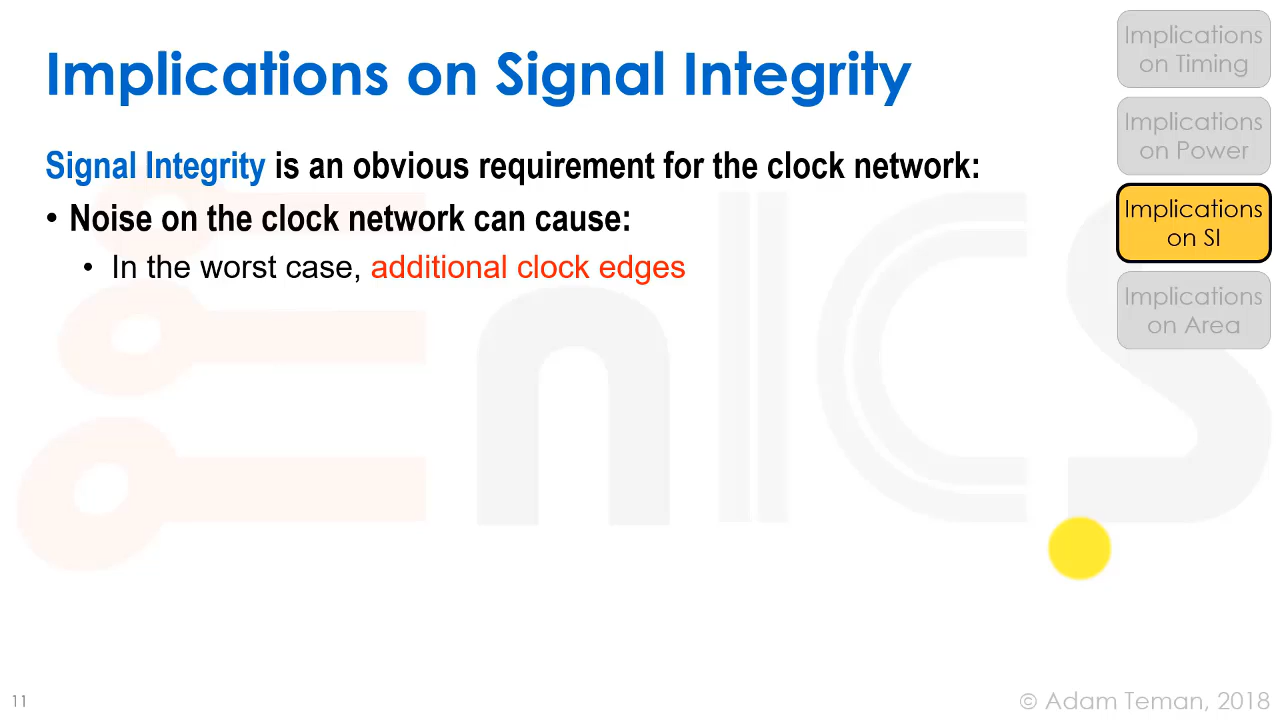 Implications on Signal Integrity
Signal Integrity is an obvious requirement for the clock network:
• Noise on the clock network can cause:
• In the worst case, additional clock edges
Implications
on Timing
Implications
on Power
Implications
on SI
Implications
on Area
EnICS
11
© Adam Teman, 2018